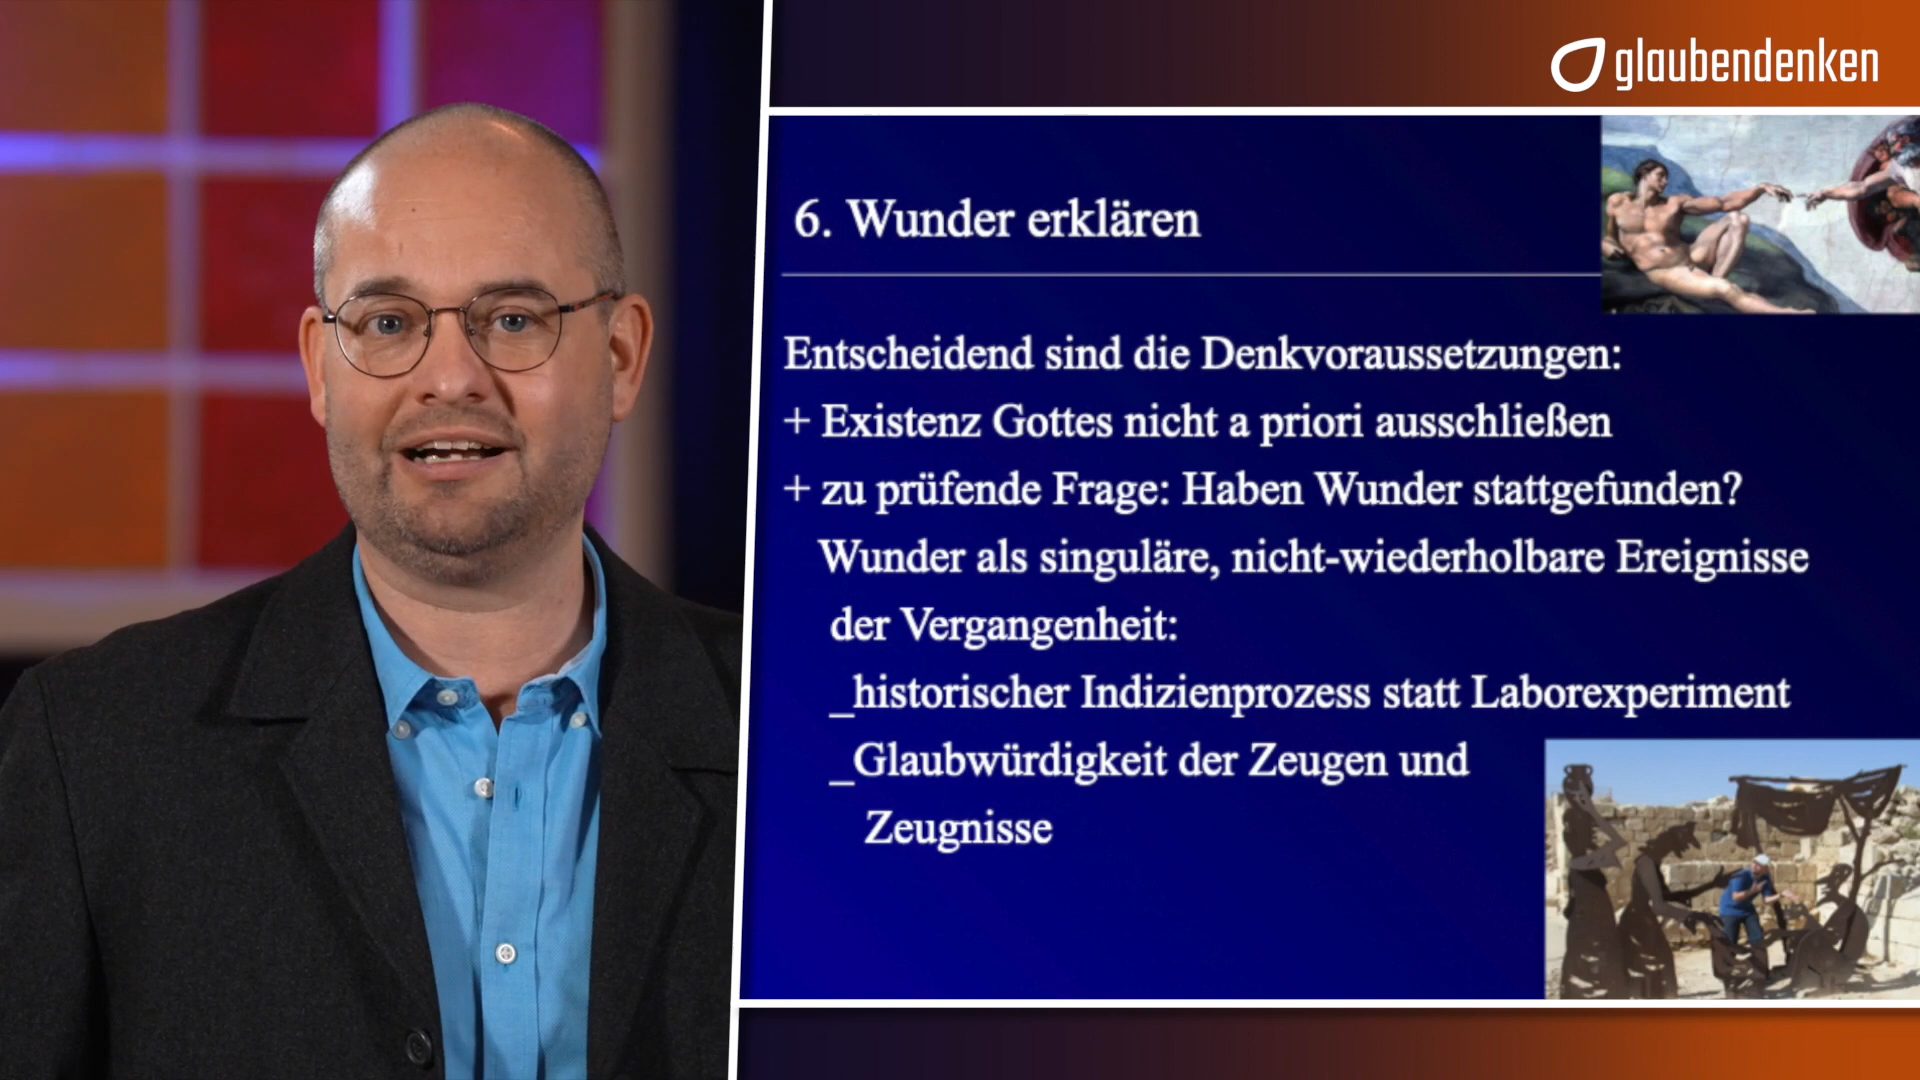 glaubendenken
6. Wunder erklären
Entscheidend sind die Denkvoraussetzungen:
+ Existenz Gottes nicht a priori ausschließen
+ zu prüfende Frage: Haben Wunder stattgefunden?
Wunder als singuläre, nicht-wiederholbare Ereignisse
der Vergangenheit:
_historischer Indizienprozess statt Laborexperiment
_Glaubwürdigkeit der Zeugen und
Zeugnisse